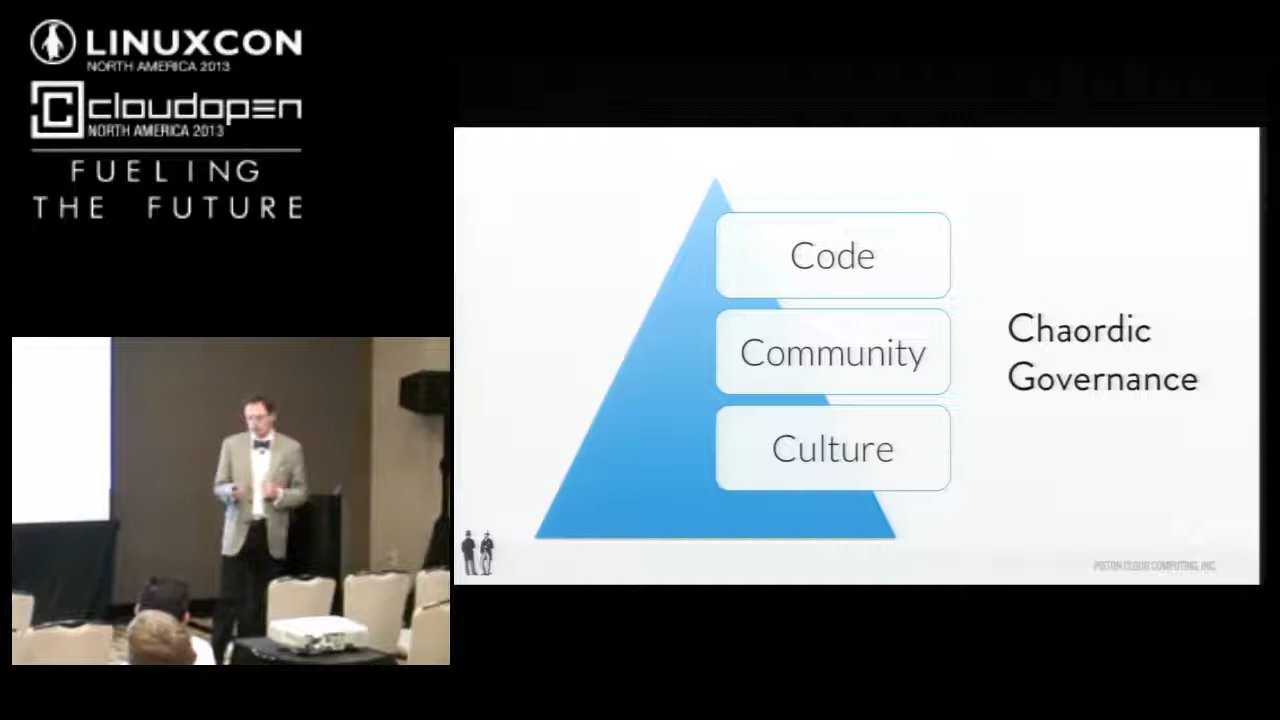 LINUXCON
NORTH AMERICA 2013
cloudopen
NORTH AMERICA 2013
FUELING
THE FUTURE
Code
Community
Culture
Chaordic
Governance
PISTON CLOUD COMPUTING, INC